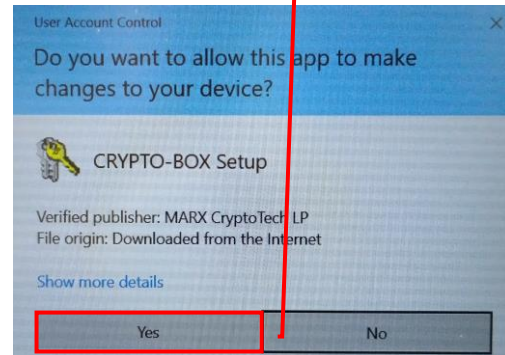 User Account Control
Do you want to allow this app to make
changes to your device?
CRYPTO-BOX Setup
Verified publisher: MARX CryptoTech LP
File origin: Downloaded from the Internet
Show more details
Yes
No